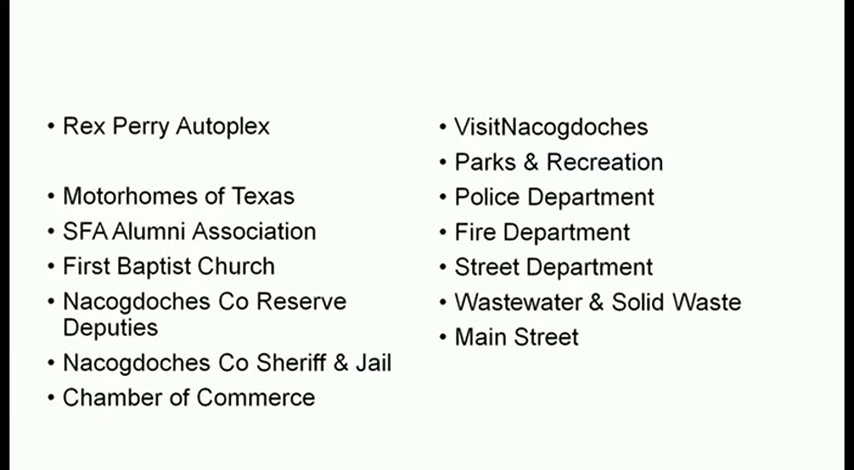 • Rex Perry Autoplex
• Motorhomes of Texas
• SFA Alumni Association
• First Baptist Church
• Nacogdoches Co Reserve
Deputies
• Nacogdoches Co Sheriff & Jail
• Chamber of Commerce
• VisitNacogdoches
• Parks & Recreation
• Police Department
• Fire Department
• Street Department
• Wastewater & Solid Waste
• Main Street